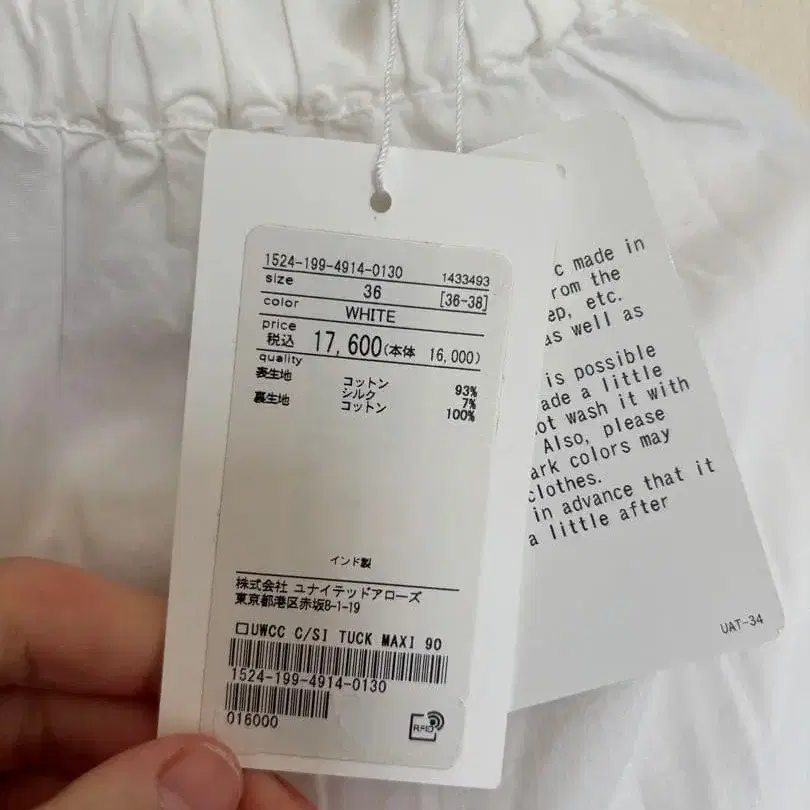 1524-199-4914-0130 1433493
size 36 [36-38]
color WHITE
price
税込 17,600(本体 16,000)
quality
表生地 コットン 93%
シルク 7%
裏生地 コットン 100%
インド製
株式会社 ユナイテッドアローズ
東京都港区赤坂8-1-19
□UWCC C/SI TUCK MAXI 90
1524-199-4914-0130
016000
RFID
c made in
rom the
ep, etc.
as well as
is possible
ade a little
ot wash it with
Also, please
ark colors may
clothes.
in advance that it
a little after
UAT-34